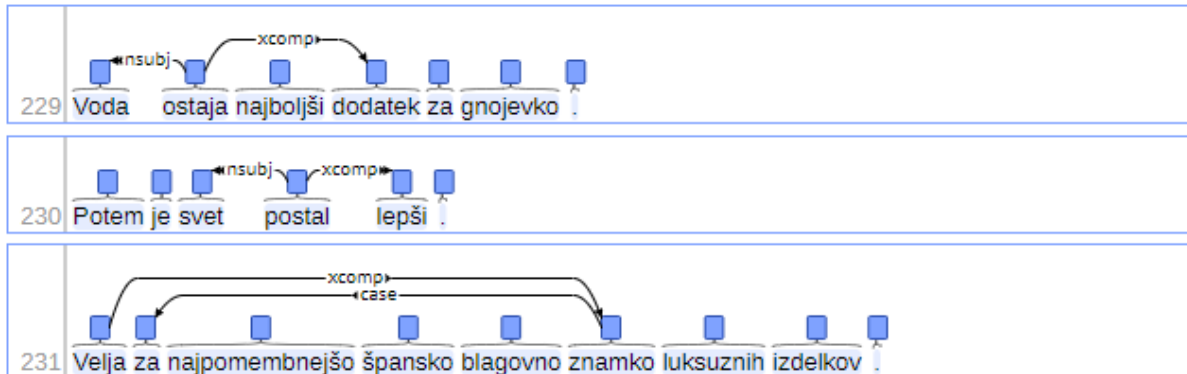 xcomp
nsubj
229 Voda ostaja najboljši dodatek za gnojevko .
nsubj xcomp
230 Potem je svet postal lepši .
xcomp
case
231 Velja za najpomembnejšo špansko blagovno znamko luksuznih izdelkov .